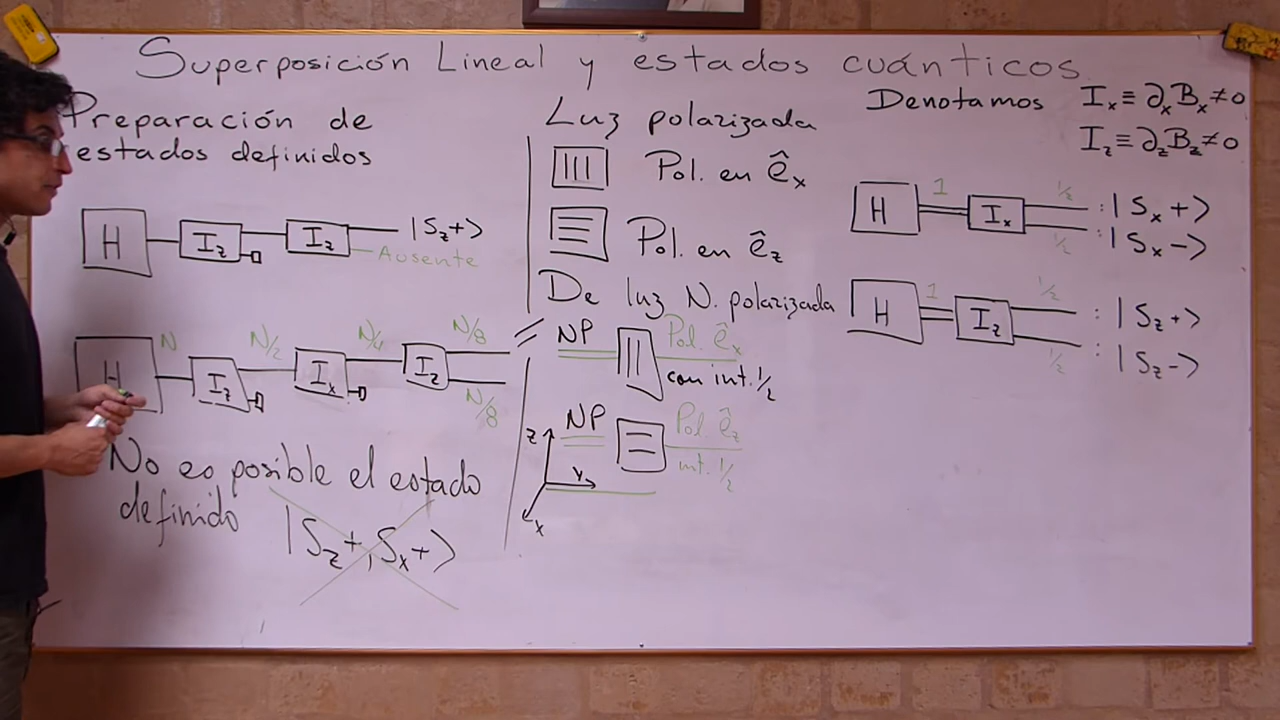 Superposición Lineal y estados cuánticos
Preparación de
estados definidos
H
I_z
I_z
|S_z+⟩
Ausente
H
N
I_z
N/2
I_x
N/4
I_z
N/8
N/8
No es posible el estado
definido
|S_z+, S_x+⟩
Luz polarizada
Pol. en ê_x
Pol. en ê_z
De luz N. polarizada
NP
Pol. ê_x
con int. 1/2
NP
Pol. ê_z
int. 1/2
z
y
x
Denotamos I_x ≡ ∂_x B_x ≠ 0
I_z ≡ ∂_z B_z ≠ 0
H
1
I_x
1/2
: |S_x+⟩
1/2
: |S_x-⟩
H
1
I_z
1/2
: |S_z+⟩
1/2
: |S_z-⟩